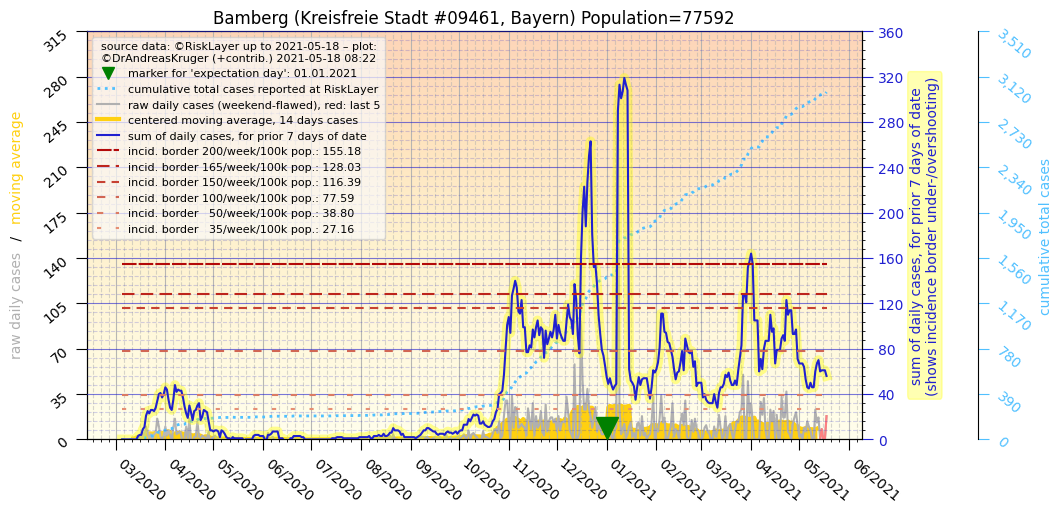 Bamberg (Kreisfreie Stadt #09461, Bayern) Population=77592
source data: ©RiskLayer up to 2021-05-18 – plot:
©DrAndreasKruger (+contrib.) 2021-05-18 08:22
marker for 'expectation day': 01.01.2021
cumulative total cases reported at RiskLayer
raw daily cases (weekend-flawed), red: last 5
centered moving average, 14 days cases
sum of daily cases, for prior 7 days of date
incid. border 200/week/100k pop.: 155.18
incid. border 165/week/100k pop.: 128.03
incid. border 150/week/100k pop.: 116.39
incid. border 100/week/100k pop.: 77.59
incid. border   50/week/100k pop.: 38.80
incid. border   35/week/100k pop.: 27.16
raw daily cases / moving average
315
280
245
210
175
140
105
70
35
0
03/2020
04/2020
05/2020
06/2020
07/2020
08/2020
09/2020
10/2020
11/2020
12/2020
01/2021
02/2021
03/2021
04/2021
05/2021
06/2021
360
320
280
240
200
160
120
80
40
0
sum of daily cases, for prior 7 days of date
(shows incidence border under-/overshooting)
3,510
3,120
2,730
2,340
1,950
1,560
1,170
780
390
0
cumulative total cases